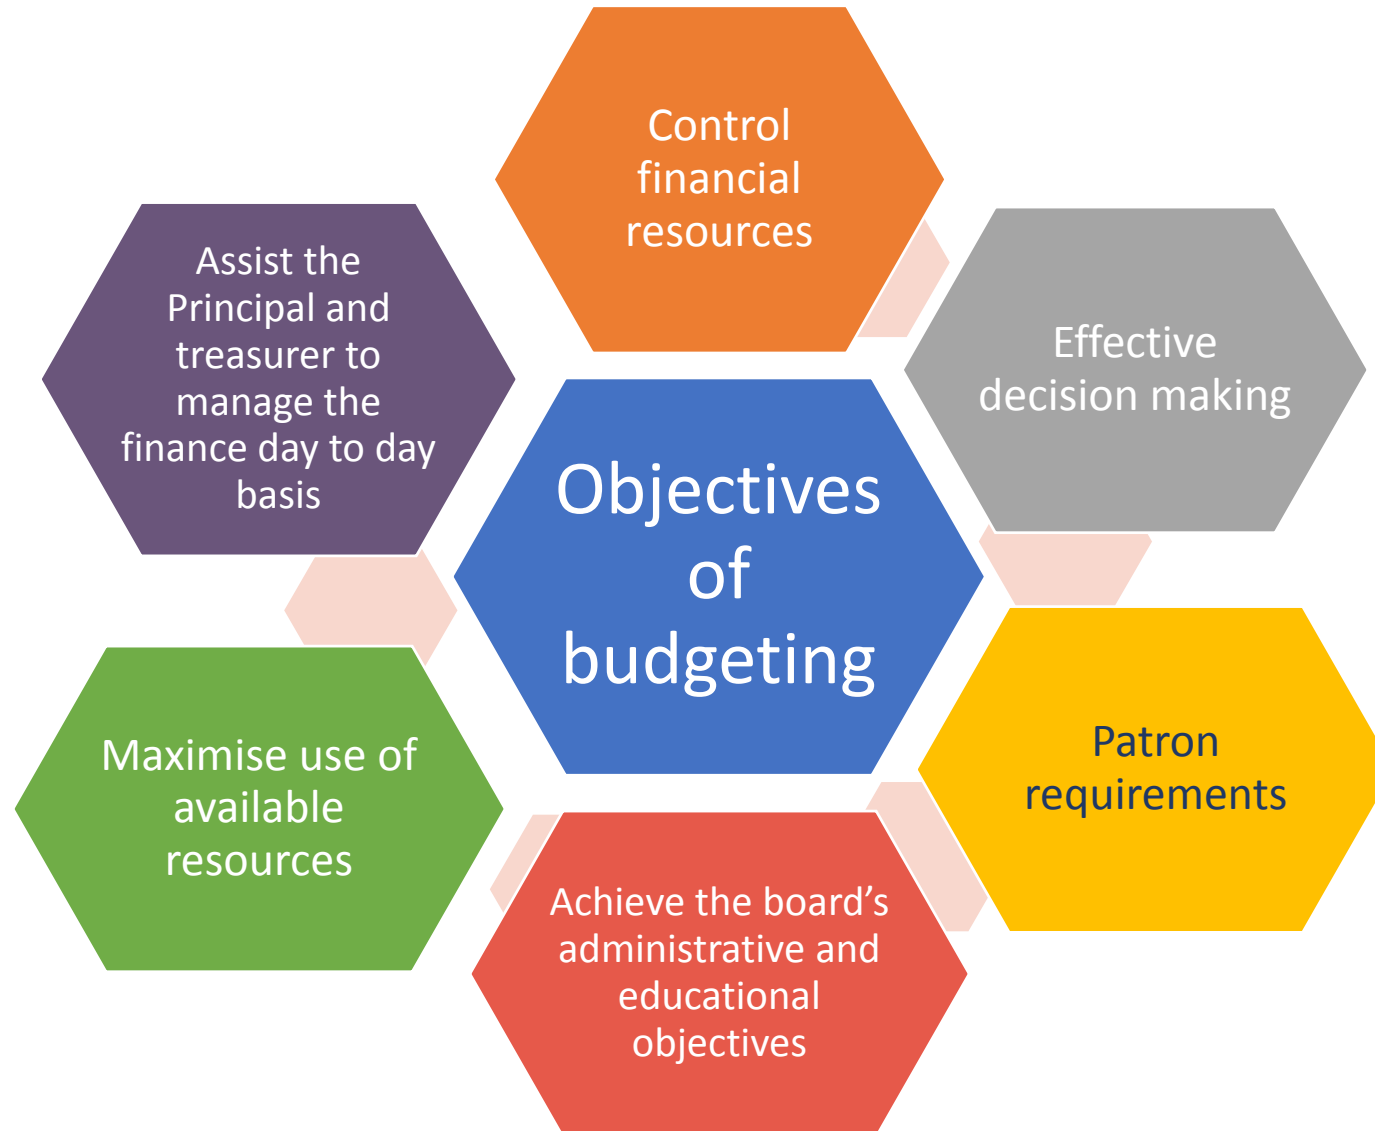 Control
financial
resources
Effective
decision making
Patron
requirements
Achieve the board’s
administrative and
educational
objectives
Maximise use of
available
resources
Assist the
Principal and
treasurer to
manage the
finance day to day
basis
Objectives
of
budgeting